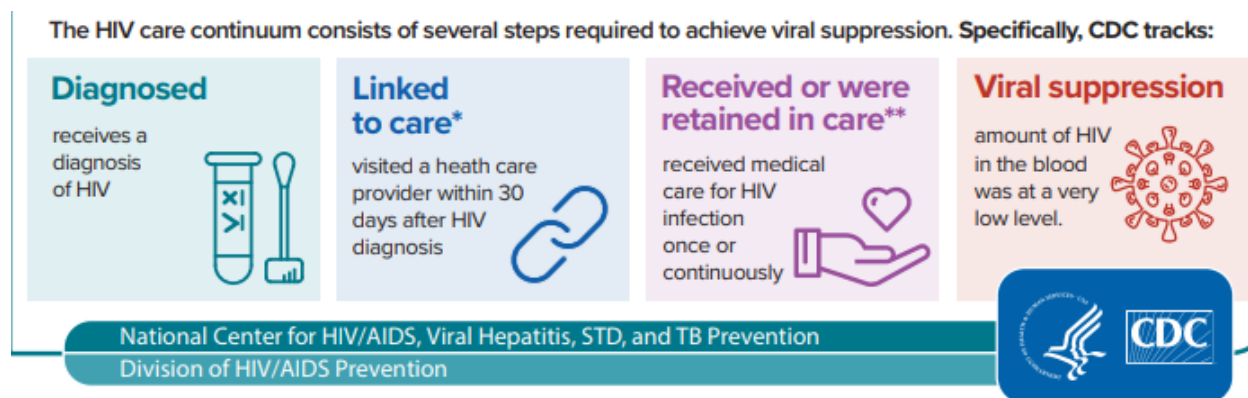 The HIV care continuum consists of several steps required to achieve viral suppression. Specifically, CDC tracks:
Diagnosed
receives a
diagnosis
of HIV
Linked
to care*
visited a heath care
provider within 30
days after HIV
diagnosis
Received or were
retained in care**
received medical
care for HIV
infection
once or
continuously
Viral suppression
amount of HIV
in the blood
was at a very
low level.
National Center for HIV/AIDS, Viral Hepatitis, STD, and TB Prevention
Division of HIV/AIDS Prevention
CDC